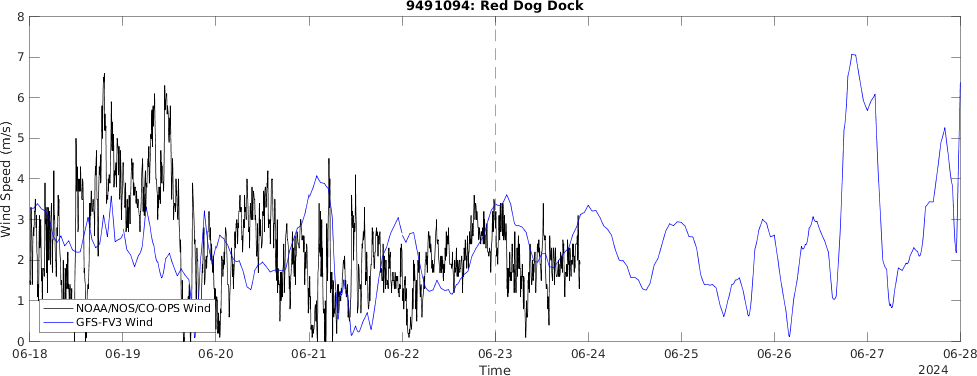 9491094: Red Dog Dock
Wind Speed (m/s)
8
7
6
5
4
3
2
1
0
NOAA/NOS/CO-OPS Wind
GFS-FV3 Wind
06-18 06-19 06-20 06-21 06-22 06-23 06-24 06-25 06-26 06-27 06-28
Time
2024